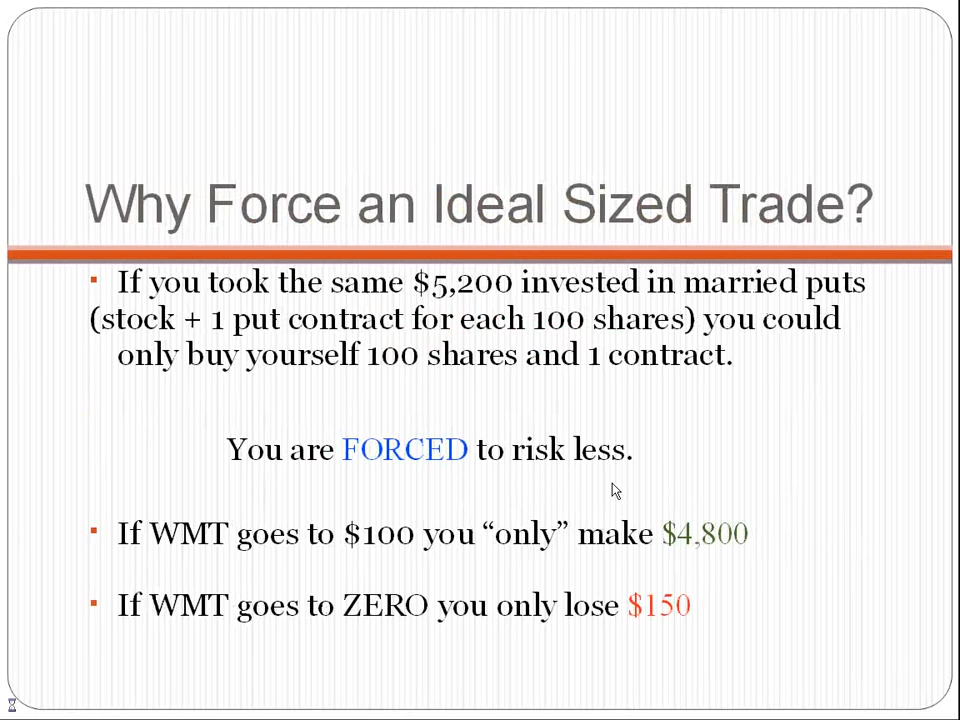 Why Force an Ideal Sized Trade?
▪ If you took the same $5,200 invested in married puts
(stock + 1 put contract for each 100 shares) you could
only buy yourself 100 shares and 1 contract.
You are FORCED to risk less.
▪ If WMT goes to $100 you “only” make $4,800
▪ If WMT goes to ZERO you only lose $150